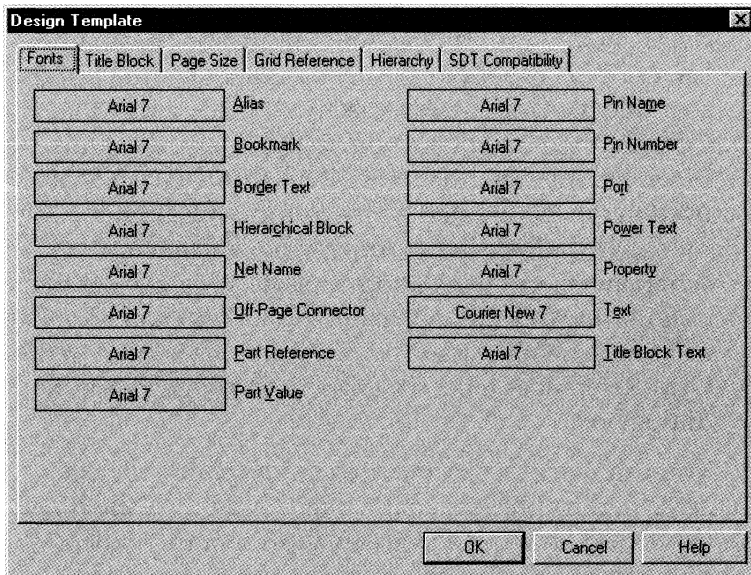 Design Template
Fonts Title Block Page Size Grid Reference Hierarchy SDT Compatibility
Arial 7 Alias Arial 7 Pin Name
Arial 7 Bookmark Arial 7 Pin Number
Arial 7 Border Text Arial 7 Port
Arial 7 Hierarchical Block Arial 7 Power Text
Arial 7 Net Name Arial 7 Property
Arial 7 Off-Page Connector Courier New 7 Text
Arial 7 Part Reference Arial 7 Title Block Text
Arial 7 Part Value
OK Cancel Help